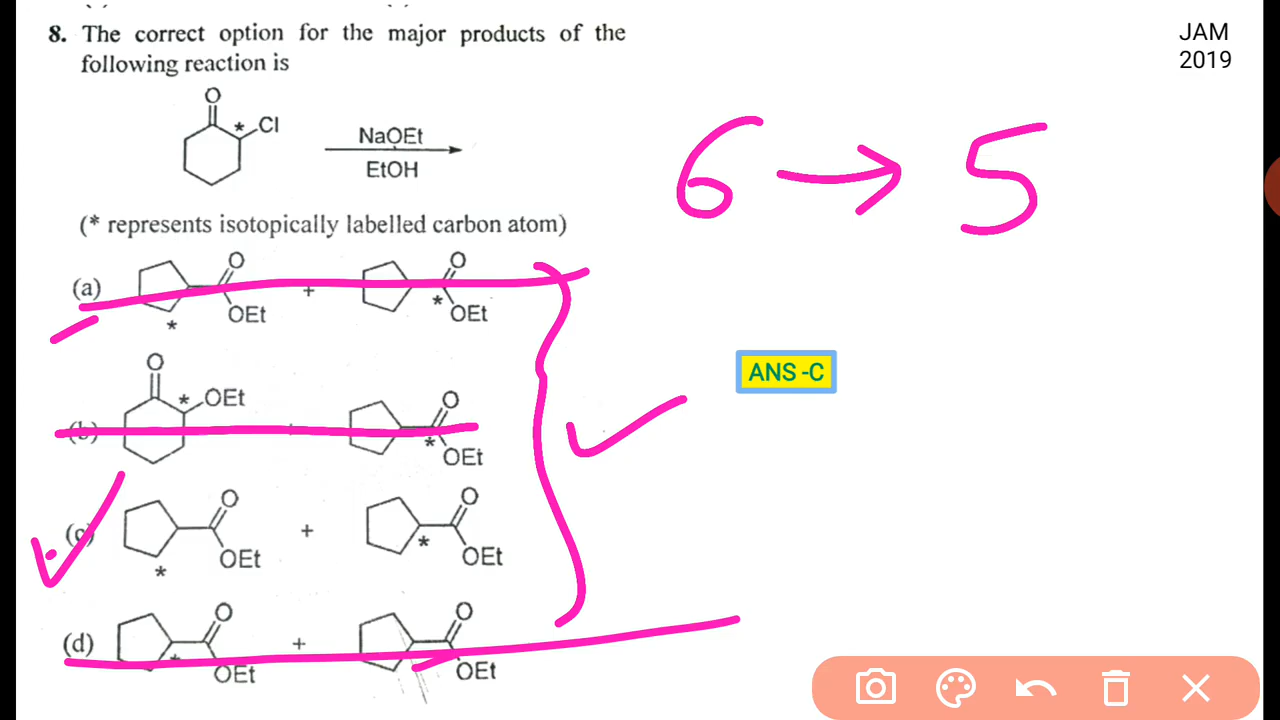 JAM
2019
8. The correct option for the major products of the
following reaction is
O
* Cl
NaOEt
EtOH
6 → 5
(* represents isotopically labelled carbon atom)
(a)
O
OEt
*
+
O
* OEt
ANS -C
(b)
O
* OEt
O
* OEt
(c)
O
OEt
*
+
O
*
OEt
(d)
O
*
OEt
+
O
OEt